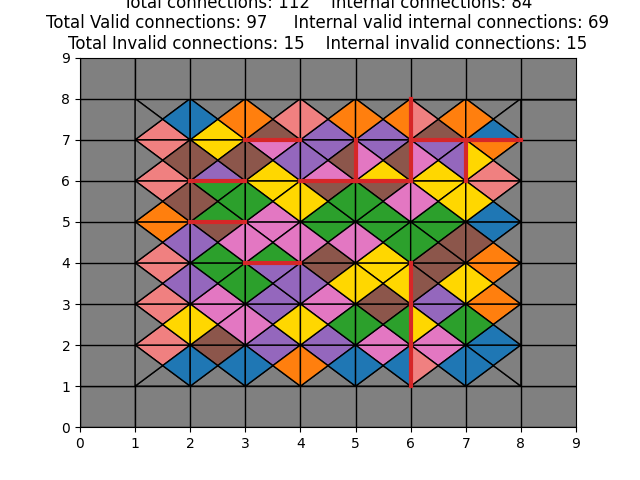 Total connections: 112    Internal connections: 84
Total Valid connections: 97    Internal valid internal connections: 69
Total Invalid connections: 15    Internal invalid connections: 15
9
8
7
6
5
4
3
2
1
0
0 1 2 3 4 5 6 7 8 9